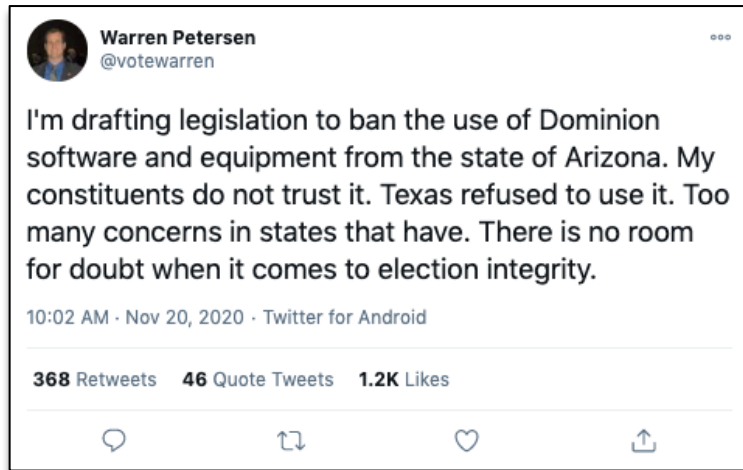 Warren Petersen
@votewarren
I'm drafting legislation to ban the use of Dominion
software and equipment from the state of Arizona. My
constituents do not trust it. Texas refused to use it. Too
many concerns in states that have. There is no room
for doubt when it comes to election integrity.
10:02 AM · Nov 20, 2020 · Twitter for Android
368 Retweets 46 Quote Tweets 1.2K Likes